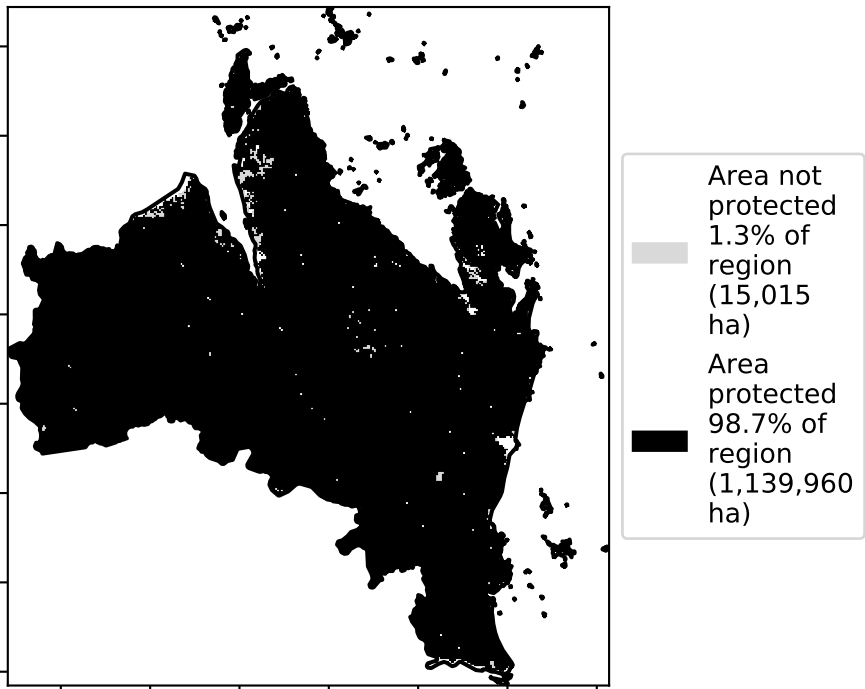 Area not
protected
1.3% of
region
(15,015
ha)
Area
protected
98.7% of
region
(1,139,960
ha)